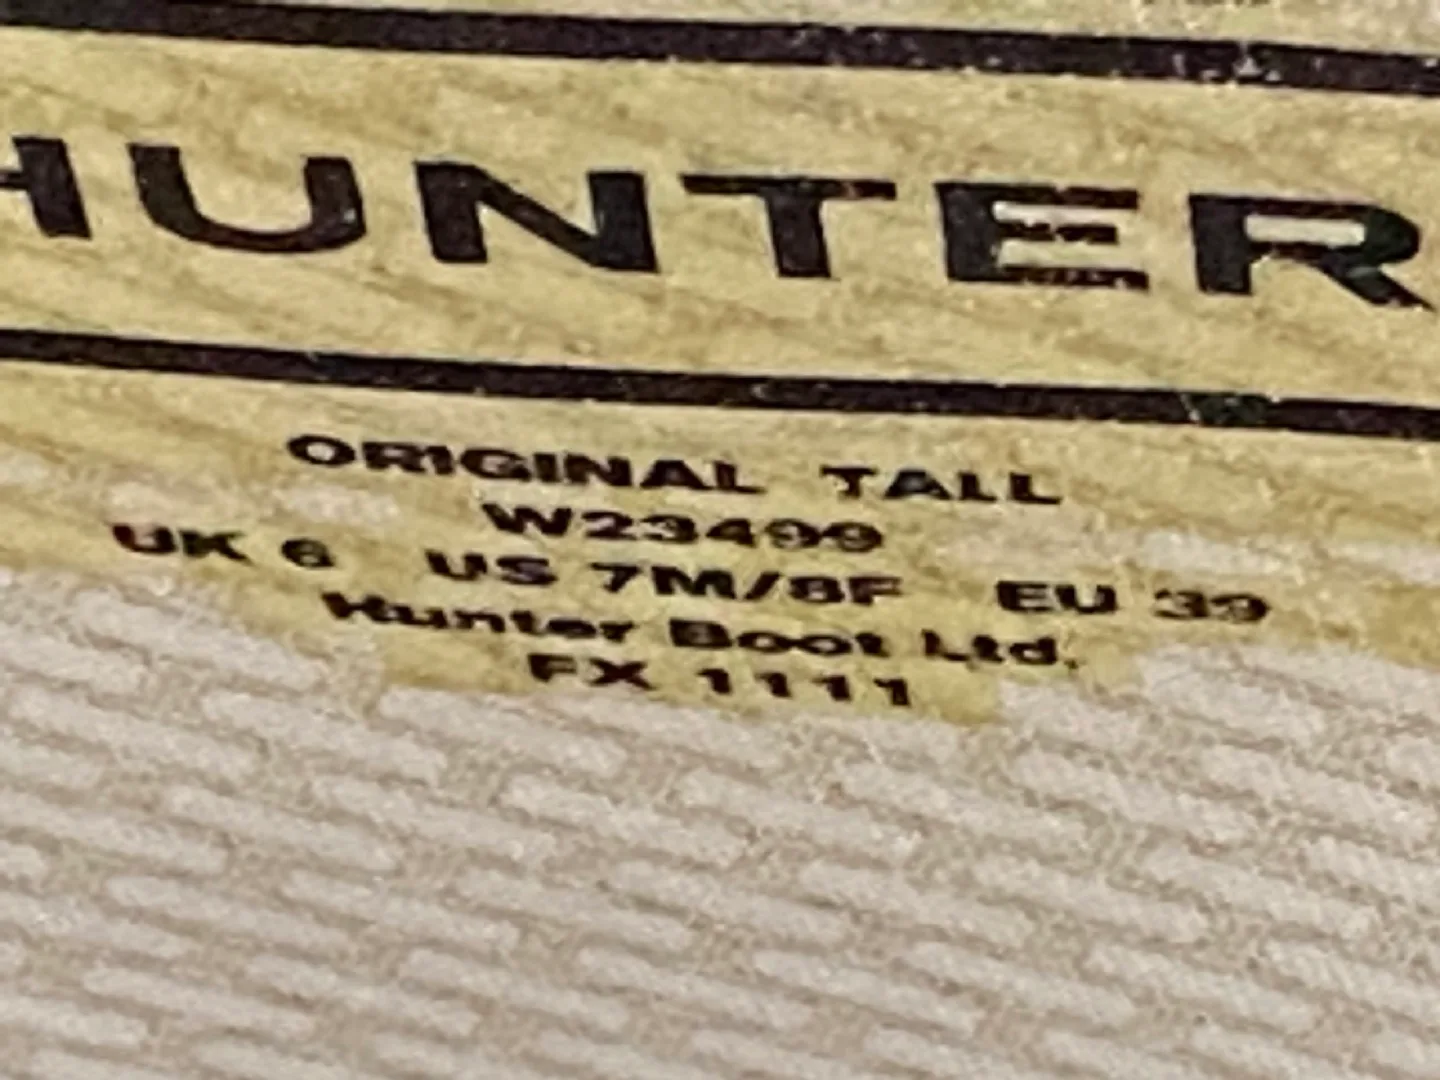 HUNTER
ORIGINAL TALL
W23499
UK 6 US 7M/8F EU 39
Hunter Boot Ltd.
FX 1111